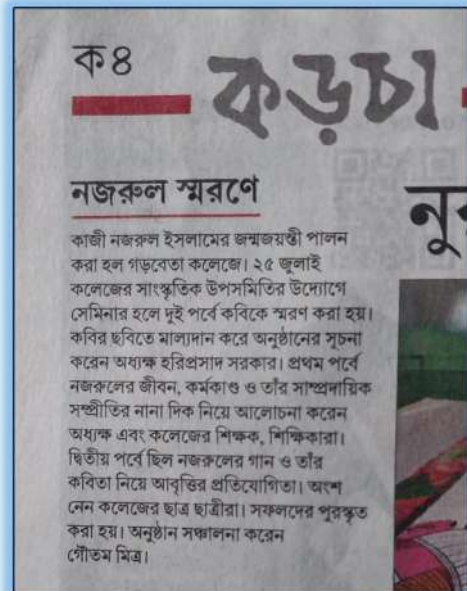 ক৪
কড়চা
নজরুল স্মরণে
কাজী নজরুল ইসলামের জন্মজয়ন্তী পালন
করা হল গড়বেতা কলেজে। ২৫ জুলাই
কলেজের সাংস্কৃতিক উপসমিতির উদ্যোগে
সেমিনার হলে দুই পর্বে কবিকে স্মরণ করা হয়।
কবির ছবিতে মাল্যদান করে অনুষ্ঠানের সূচনা
করেন অধ্যক্ষ হরিপ্রসাদ সরকার। প্রথম পর্বে
নজরুলের জীবন, কর্মকাণ্ড ও তাঁর সাম্প্রদায়িক
সম্প্রীতির নানা দিক নিয়ে আলোচনা করেন
অধ্যক্ষ এবং কলেজের শিক্ষক, শিক্ষিকারা।
দ্বিতীয় পর্বে ছিল নজরুলের গান ও তাঁর
কবিতা নিয়ে আবৃত্তির প্রতিযোগিতা। অংশ
নেন কলেজের ছাত্র ছাত্রীরা। সফলদের পুরস্কৃত
করা হয়। অনুষ্ঠান সঞ্চালনা করেন
গৌতম মিত্র।